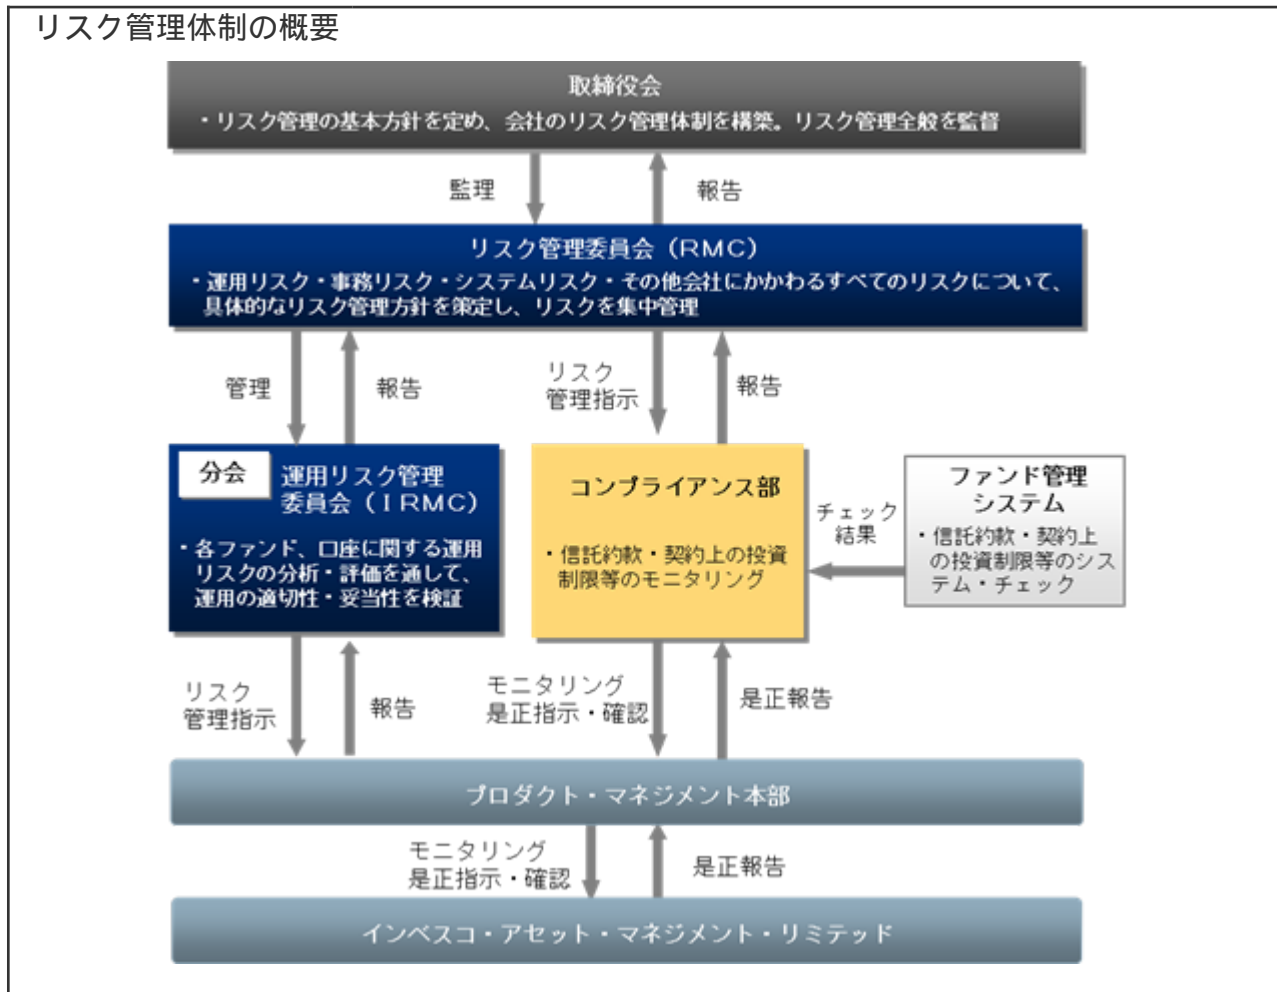 リスク管理体制の概要
取締役会
・リスク管理の基本方針を定め、会社のリスク管理体制を構築。リスク管理全般を監督
監理
報告
リスク管理委員会（ＲＭＣ）
・運用リスク・事務リスク・システムリスク・その他会社にかかわるすべてのリスクについて、
具体的なリスク管理方針を策定し、リスクを集中管理
管理
報告
リスク
管理指示
報告
分会
運用リスク管理
委員会（ＩＲＭＣ）
・各ファンド、口座に関する運用
リスクの分析・評価を通して、
運用の適切性・妥当性を検証
コンプライアンス部
・信託約款・契約上の投資
制限等のモニタリング
チェック
結果
ファンド管理
システム
・信託約款・契約上
の投資制限等のシス
テム・チェック
リスク
管理指示
報告
モニタリング
是正指示・確認
是正報告
プロダクト・マネジメント本部
モニタリング
是正指示・確認
是正報告
インベスコ・アセット・マネジメント・リミテッド